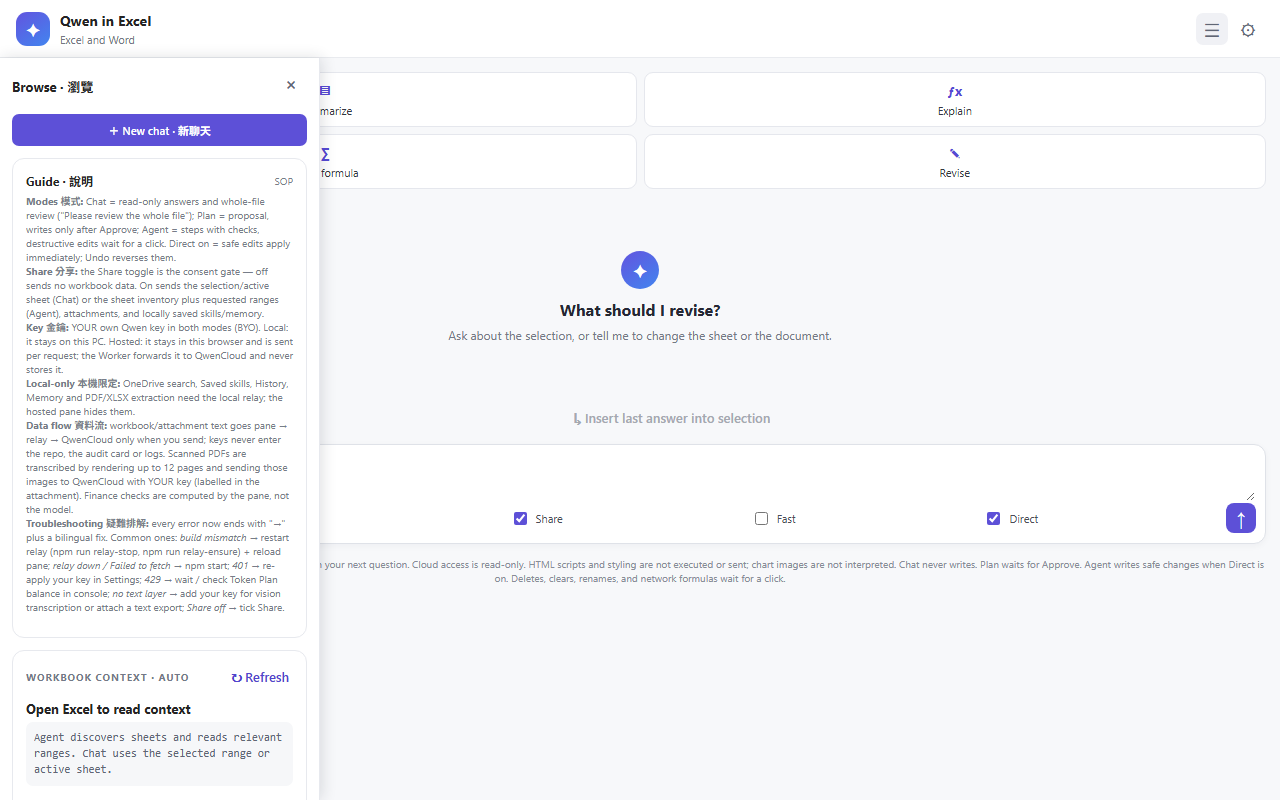 Qwen in Excel
Excel and Word
Browse · 瀏覽
+ New chat · 新聊天
Guide · 說明
SOP
Modes 模式: Chat = read-only answers and whole-file
review ("Please review the whole file"); Plan = proposal,
writes only after Approve; Agent = steps with checks,
destructive edits wait for a click. Direct on = safe edits apply
immediately; Undo reverses them.
Share 分享: the Share toggle is the consent gate — off
sends no workbook data. On sends the selection/active
sheet (Chat) or the sheet inventory plus requested ranges
(Agent), attachments, and locally saved skills/memory.
Key 金鑰: YOUR own Qwen key in both modes (BYO). Local:
it stays on this PC. Hosted: it stays in this browser and is sent
per request; the Worker forwards it to QwenCloud and never
stores it.
Local-only 本機限定: OneDrive search, Saved skills, History,
Memory and PDF/XLSX extraction need the local relay; the
hosted pane hides them.
Data flow 資料流: workbook/attachment text goes pane →
relay → QwenCloud only when you send; keys never enter
the repo, the audit card or logs. Scanned PDFs are
transcribed by rendering up to 12 pages and sending those
images to QwenCloud with YOUR key (labelled in the
attachment). Finance checks are computed by the pane, not
the model.
Troubleshooting 疑難排解: every error now ends with "→"
plus a bilingual fix. Common ones: build mismatch → restart
relay (npm run relay-stop, npm run relay-ensure) + reload
pane; relay down / Failed to fetch → npm start; 401 → re-
apply your key in Settings; 429 → wait / check Token Plan
balance in console; no text layer → add your key for vision
transcription or attach a text export; Share off → tick Share.
WORKBOOK CONTEXT · AUTO
↻ Refresh
Open Excel to read context
Agent discovers sheets and reads relevant
ranges. Chat uses the selected range or
active sheet.
marize
ƒx
Explain
∑
formula
Revise
What should I revise?
Ask about the selection, or tell me to change the sheet or the document.
↳ Insert last answer into selection
Share
Fast
Direct
↑
your next question. Cloud access is read-only. HTML scripts and styling are not executed or sent; chart images are not interpreted. Chat never writes. Plan waits for Approve. Agent writes safe changes when Direct is
on. Deletes, clears, renames, and network formulas wait for a click.